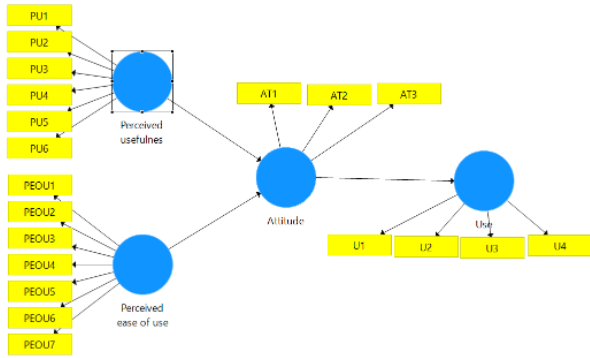 PU1
PU2
PU3
PU4
PU5
PU6
Perceived
usefulnes
AT1
AT2
AT3
Attitude
Use
U1
U2
U3
U4
PEOU1
PEOU2
PEOU3
PEOU4
PEOU5
PEOU6
PEOU7
Perceived
ease of use